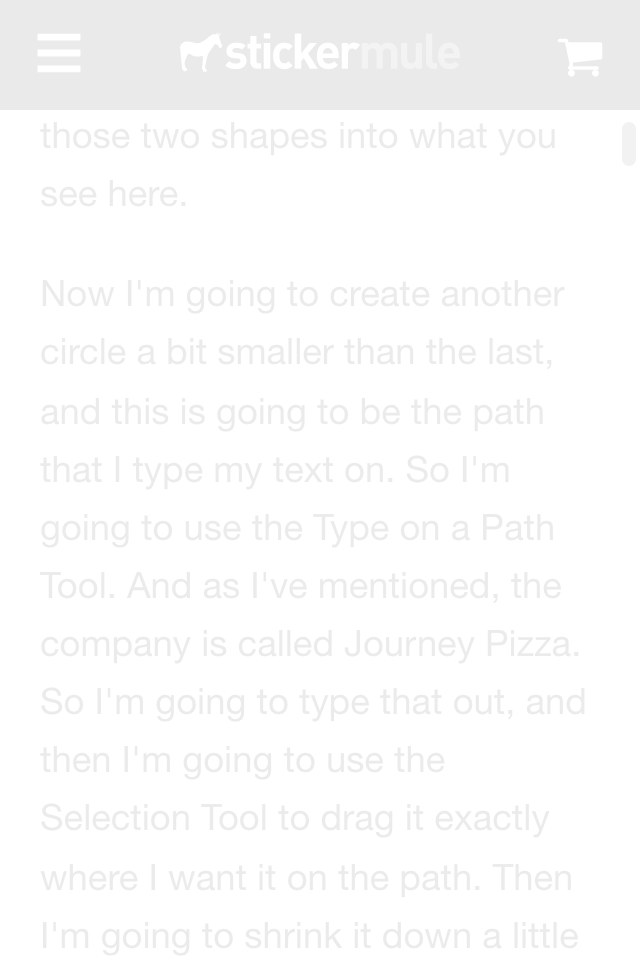 stickermule
those two shapes into what you
see here.
Now I'm going to create another
circle a bit smaller than the last,
and this is going to be the path
that I type my text on. So I'm
going to use the Type on a Path
Tool. And as I've mentioned, the
company is called Journey Pizza.
So I'm going to type that out, and
then I'm going to use the
Selection Tool to drag it exactly
where I want it on the path. Then
I'm going to shrink it down a little